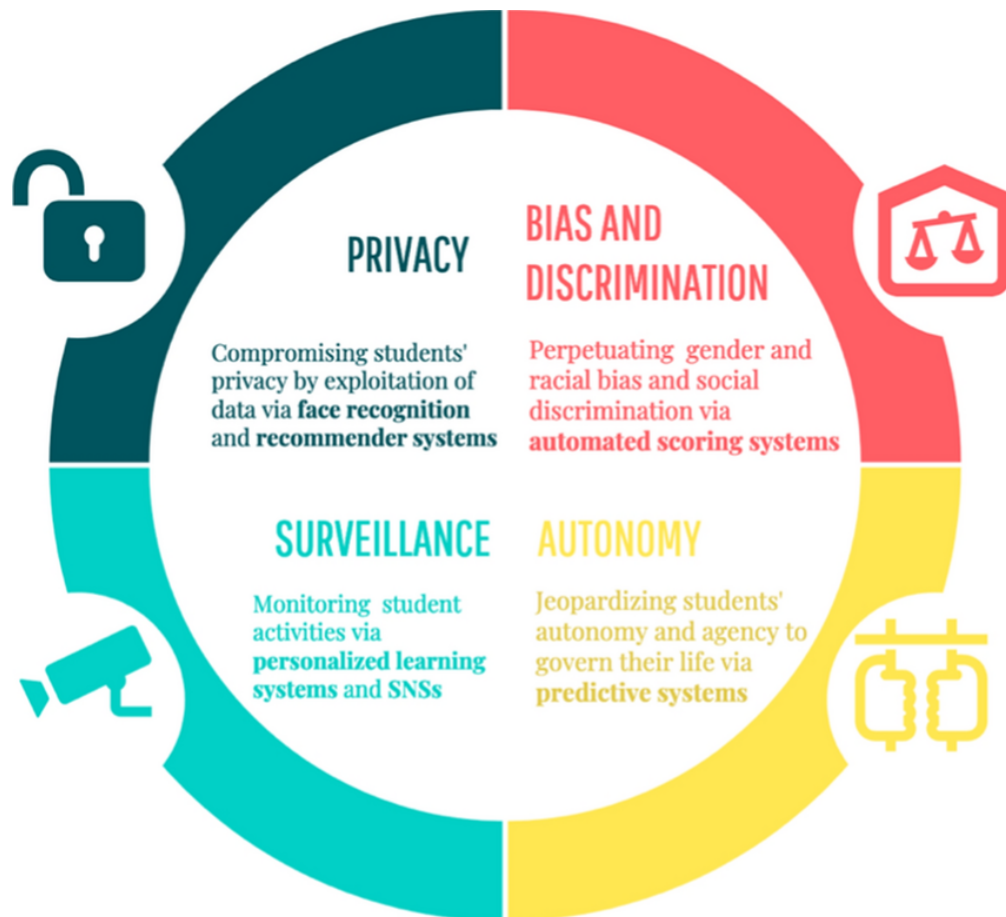 PRIVACY
Compromising students'
privacy by exploitation of
data via face recognition
and recommender systems
BIAS AND
DISCRIMINATION
Perpetuating gender and
racial bias and social
discrimination via
automated scoring systems
SURVEILLANCE
Monitoring student
activities via
personalized learning
systems and SNSs
AUTONOMY
Jeopardizing students'
autonomy and agency to
govern their life via
predictive systems